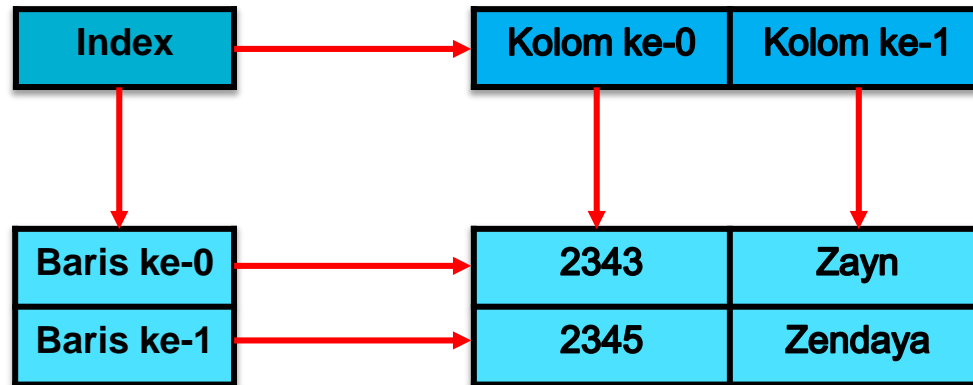 Index Kolom ke-0 Kolom ke-1
Baris ke-0 2343 Zayn
Baris ke-1 2345 Zendaya